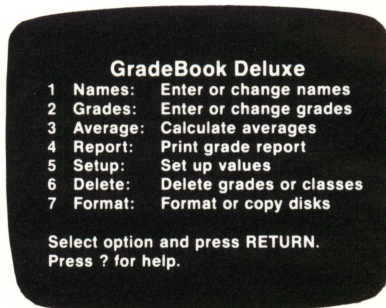 GradeBook Deluxe
1 Names: Enter or change names
2 Grades: Enter or change grades
3 Average: Calculate averages
4 Report: Print grade report
5 Setup: Set up values
6 Delete: Delete grades or classes
7 Format: Format or copy disks
Select option and press RETURN.
Press ? for help.